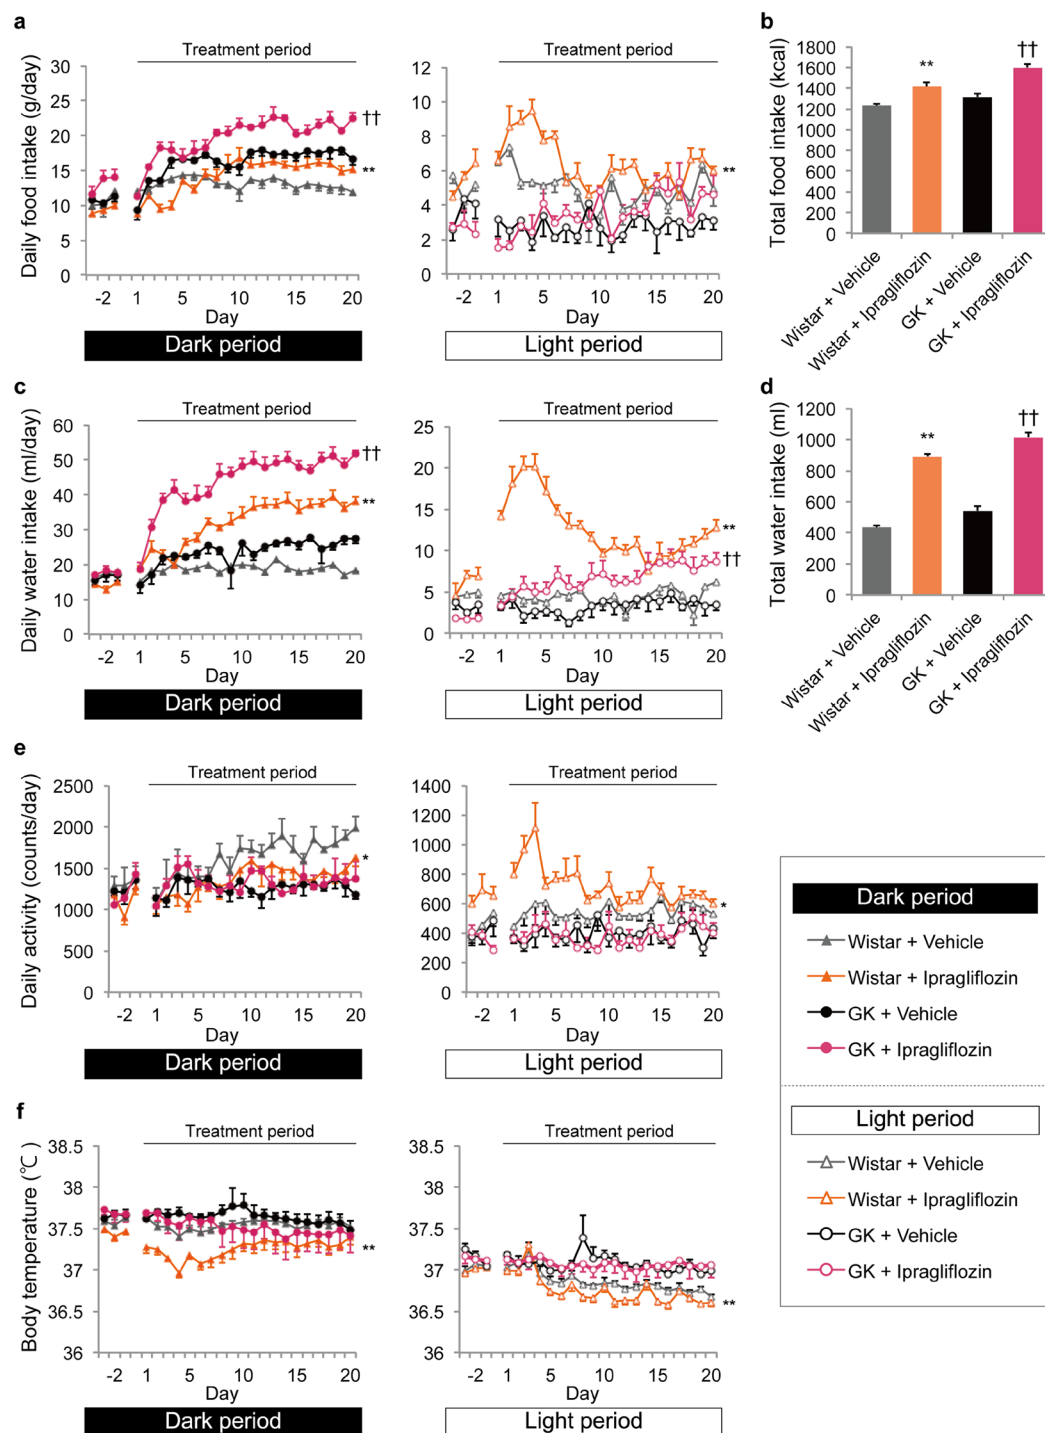 a
Treatment period
Daily food intake (g/day)
30
25
20
15
10
5
0
-2
1
5
10
15
20
Day
Dark period
Treatment period
12
10
8
6
4
2
0
-2
1
5
10
15
20
Day
Light period
††
**
**
b
Total food intake (kcal)
1800
1600
1400
1200
1000
800
600
400
200
0
**
††
Wistar + Vehicle
Wistar + Ipragliflozin
GK + Vehicle
GK + Ipragliflozin
c
Treatment period
Daily water intake (ml/day)
60
50
40
30
20
10
0
-2
1
5
10
15
20
Day
Dark period
††
**
Treatment period
25
20
15
10
5
0
-2
1
5
10
15
20
Day
Light period
**
††
d
Total water intake (ml)
1200
1000
800
600
400
200
0
**
††
Wistar + Vehicle
Wistar + Ipragliflozin
GK + Vehicle
GK + Ipragliflozin
e
Treatment period
Daily activity (counts/day)
2500
2000
1500
1000
500
0
-2
1
5
10
15
20
Day
Dark period
*
Treatment period
1400
1200
1000
800
600
400
200
0
-2
1
5
10
15
20
Day
Light period
*
f
Treatment period
Body temperature (℃)
38.5
38
37.5
37
36.5
36
-2
1
5
10
15
20
Day
Dark period
**
Treatment period
38.5
38
37.5
37
36.5
36
-2
1
5
10
15
20
Day
Light period
**
Dark period
Wistar + Vehicle
Wistar + Ipragliflozin
GK + Vehicle
GK + Ipragliflozin
Light period
Wistar + Vehicle
Wistar + Ipragliflozin
GK + Vehicle
GK + Ipragliflozin